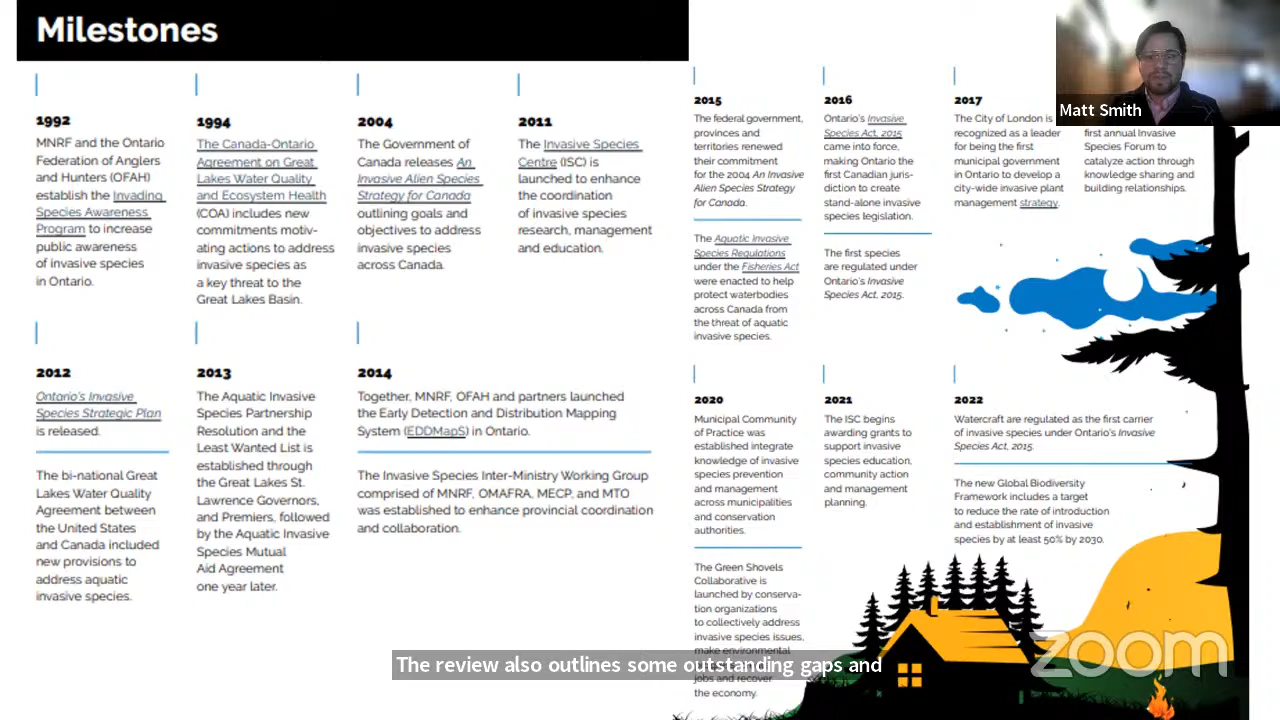 Milestones
1992
MNRF and the Ontario
Federation of Anglers
and Hunters (OFAH)
establish the Invading
Species Awareness
Program to increase
public awareness
of invasive species
in Ontario.
1994
The Canada-Ontario
Agreement on Great
Lakes Water Quality
and Ecosystem Health
(COA) includes new
commitments motiv-
ating actions to address
invasive species as
a key threat to the
Great Lakes Basin.
2004
The Government of
Canada releases An
Invasive Alien Species
Strategy for Canada
outlining goals and
objectives to address
invasive species
across Canada.
2011
The Invasive Species
Centre (ISC) is
launched to enhance
the coordination
of invasive species
research, management
and education.
2012
Ontario's Invasive
Species Strategic Plan
is released.
The bi-national Great
Lakes Water Quality
Agreement between
the United States
and Canada included
new provisions to
address aquatic
invasive species.
2013
The Aquatic Invasive
Species Partnership
Resolution and the
Least Wanted List is
established through
the Great Lakes St.
Lawrence Governors,
and Premiers, followed
by the Aquatic Invasive
Species Mutual
Aid Agreement
one year later.
2014
Together, MNRF, OFAH and partners launched
the Early Detection and Distribution Mapping
System (EDDMapS) in Ontario.
The Invasive Species Inter-Ministry Working Group
comprised of MNRF, OMAFRA, MECP, and MTO
was established to enhance provincial coordination
and collaboration.
2015
The federal government,
provinces and
territories renewed
their commitment
for the 2004 An Invasive
Alien Species Strategy
for Canada.
The Aquatic Invasive
Species Regulations
under the Fisheries Act
were enacted to help
protect waterbodies
across Canada from
the threat of aquatic
invasive species.
2016
Ontario's Invasive
Species Act, 2015
came into force,
making Ontario the
first Canadian juris-
diction to create
stand-alone invasive
species legislation.
The first species
are regulated under
Ontario's Invasive
Species Act, 2015.
2017
The City of London is
recognized as a leader
for being the first
municipal government
in Ontario to develop a
city-wide invasive plant
management strategy.
first annual Invasive
Species Forum to
catalyze action through
knowledge sharing and
building relationships.
2020
Municipal Community
of Practice was
established integrate
knowledge of invasive
species prevention
and management
across municipalities
and conservation
authorities.
The Green Shovels
Collaborative is
launched by conserva-
tion organizations
to collectively address
invasive species issues,
make environmental
jobs and recover
the economy.
2021
The ISC begins
awarding grants to
support invasive
species education,
community action
and management
planning.
2022
Watercraft are regulated as the first carrier
of invasive species under Ontario's Invasive
Species Act, 2015.
The new Global Biodiversity
Framework includes a target
to reduce the rate of introduction
and establishment of invasive
species by at least 50% by 2030.
Matt Smith
The review also outlines some outstanding gaps and
zoom